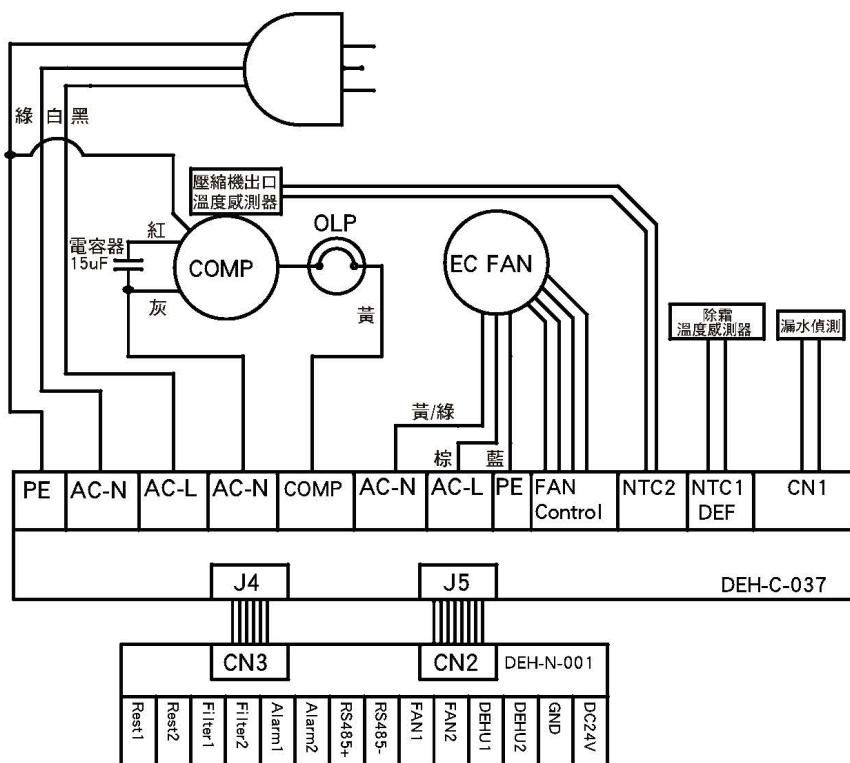 綠 白 黑
壓縮機出口
溫度感測器
OLP
紅
電容器
15uF
COMP
EC FAN
灰
黃
除霜
溫度感測器
漏水偵測
黃/綠
棕 藍
PE AC-N AC-L AC-N COMP AC-N AC-L PE FAN Control NTC2 NTC1 DEF CN1
J4 J5 DEH-C-037
CN3 CN2 DEH-N-001
Rest1 Rest2 Filter1 Filter2 Alarm1 Alarm2 RS485+ RS485- FAN1 FAN2 DEHU1 DEHU2 GND DC24V